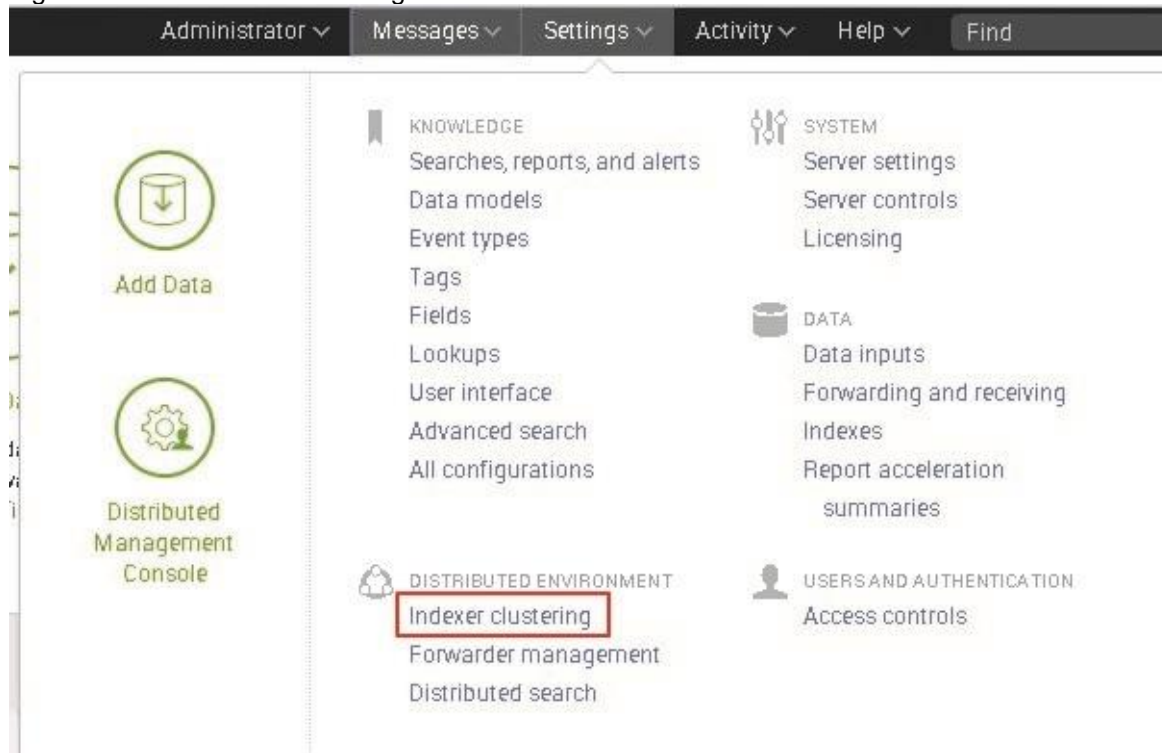 Administrator Messages Settings Activity Help Find
Add Data
Distributed
Management
Console
KNOWLEDGE
Searches, reports, and alerts
Data models
Event types
Tags
Fields
Lookups
User interface
Advanced search
All configurations
DISTRIBUTED ENVIRONMENT
Indexer clustering
Forwarder management
Distributed search
SYSTEM
Server settings
Server controls
Licensing
DATA
Data inputs
Forwarding and receiving
Indexes
Report acceleration
summaries
USERS AND AUTHENTICATION
Access controls